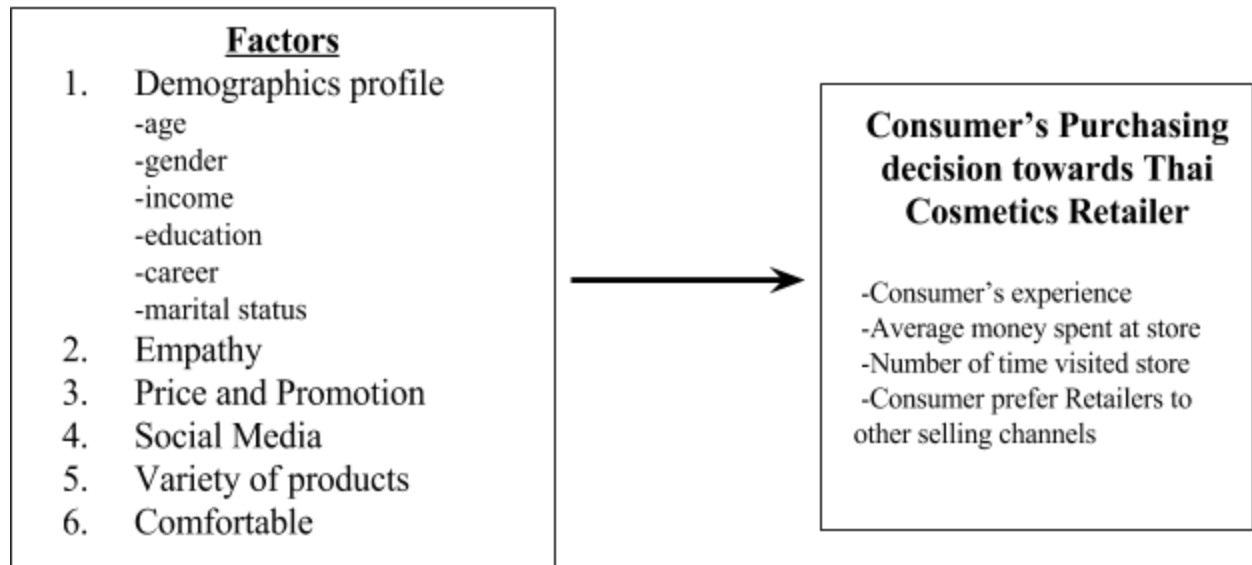 Factors
1. Demographics profile
-age
-gender
-income
-education
-career
-marital status
2. Empathy
3. Price and Promotion
4. Social Media
5. Variety of products
6. Comfortable
Consumer’s Purchasing
decision towards Thai
Cosmetics Retailer
-Consumer’s experience
-Average money spent at store
-Number of time visited store
-Consumer prefer Retailers to
other selling channels